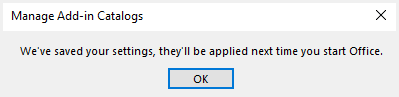 Manage Add-in Catalogs
We've saved your settings, they'll be applied next time you start Office.
OK